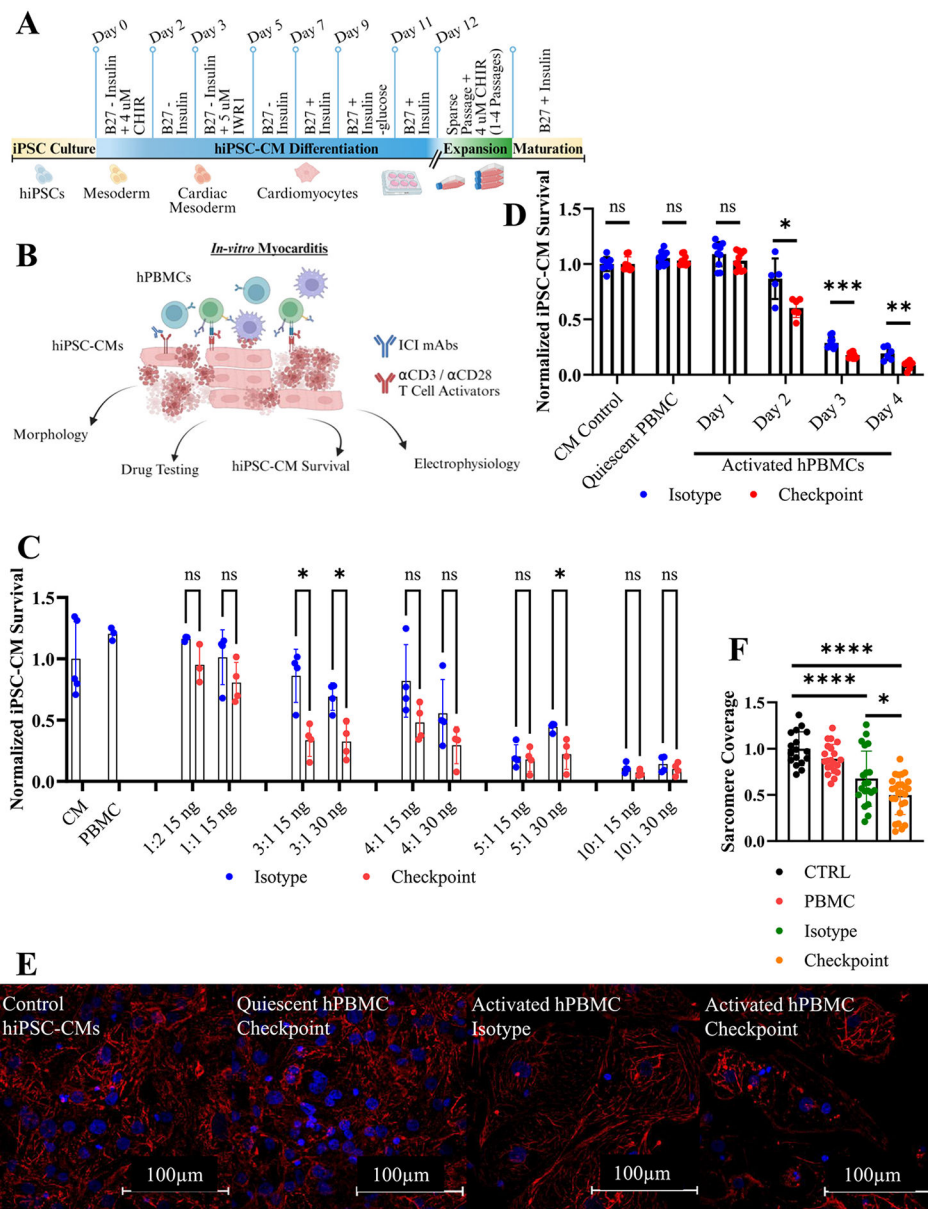 A
Day 0
Day 2
Day 3
Day 5
Day 7
Day 9
Day 11
Day 12
B27 - Insulin
+ 4 uM
CHIR
B27 -
Insulin
B27 - Insulin
+ 5 uM
IWR1
B27 -
Insulin
B27 +
Insulin
B27 +
Insulin
-glucose
B27 +
Insulin
Sparse
Passage +
4 uM CHIR
(1-4 Passages)
B27 + Insulin
iPSC Culture
hiPSC-CM Differentiation
Expansion
Maturation
hiPSCs
Mesoderm
Cardiac
Mesoderm
Cardiomyocytes
B
In-vitro Myocarditis
hPBMCs
hiPSC-CMs
ICI mAbs
αCD3 / αCD28
T Cell Activators
Morphology
Drug Testing
hiPSC-CM Survival
Electrophysiology
D
Normalized iPSC-CM Survival
1.5
1.0
0.5
0.0
ns
ns
ns
*
***
**
CM Control
Quiescent PBMC
Day 1
Day 2
Day 3
Day 4
Activated hPBMCs
Isotype
Checkpoint
C
Normalized iPSC-CM Survival
1.5
1.0
0.5
0.0
ns
ns
*
*
ns
ns
ns
*
ns
ns
CM
PBMC
1:2 15 ng
1:1 15 ng
3:1 15 ng
3:1 30 ng
4:1 15 ng
4:1 30 ng
5:1 15 ng
5:1 30 ng
10:1 15 ng
10:1 30 ng
Isotype
Checkpoint
F
Sarcomere Coverage
1.5
1.0
0.5
0.0
****
****
*
CTRL
PBMC
Isotype
Checkpoint
E
Control
hiPSC-CMs
100μm
Quiescent hPBMC
Checkpoint
100μm
Activated hPBMC
Isotype
100μm
Activated hPBMC
Checkpoint
100μm